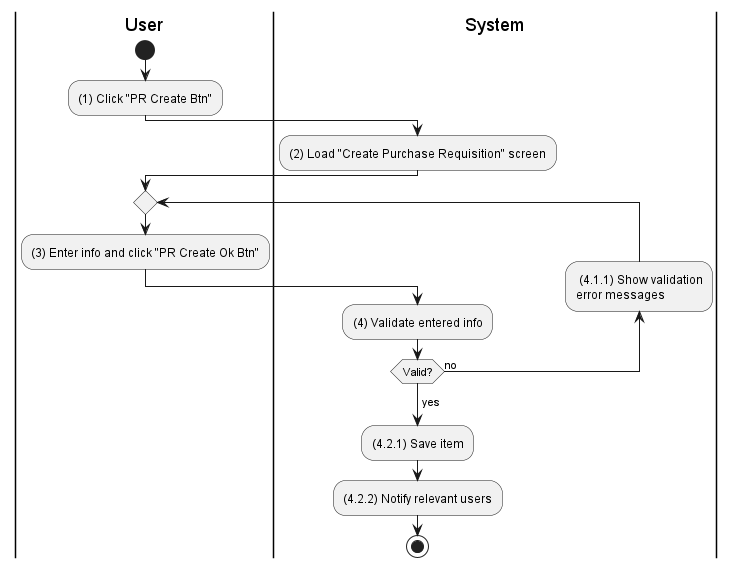 User
System
(1) Click "PR Create Btn"
(2) Load "Create Purchase Requisition" screen
(3) Enter info and click "PR Create Ok Btn"
(4.1.1) Show validation
error messages
(4) Validate entered info
Valid?
no
yes
(4.2.1) Save item
(4.2.2) Notify relevant users